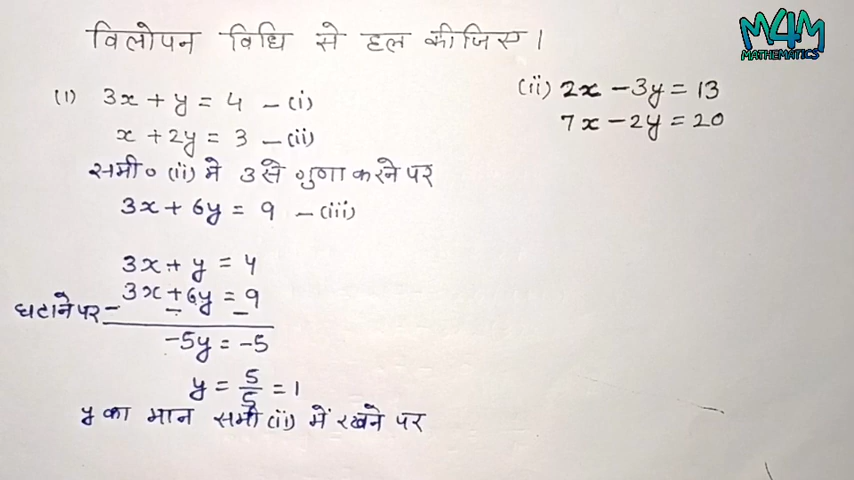 M4M
MATHEMATICS
विलोपन विधि से हल कीजिए।
(i) 3x + y = 4 — (i)
x + 2y = 3 — (ii)
समी० (ii) मे 3 से गुणा करने पर
3x + 6y = 9 — (iii)
3x + y = 4
3x + 6y = 9
घटाने पर – – –
-5y = -5
y = 5/5 = 1
y का मान समी (ii) में रखने पर
(ii) 2x - 3y = 13
7x - 2y = 20